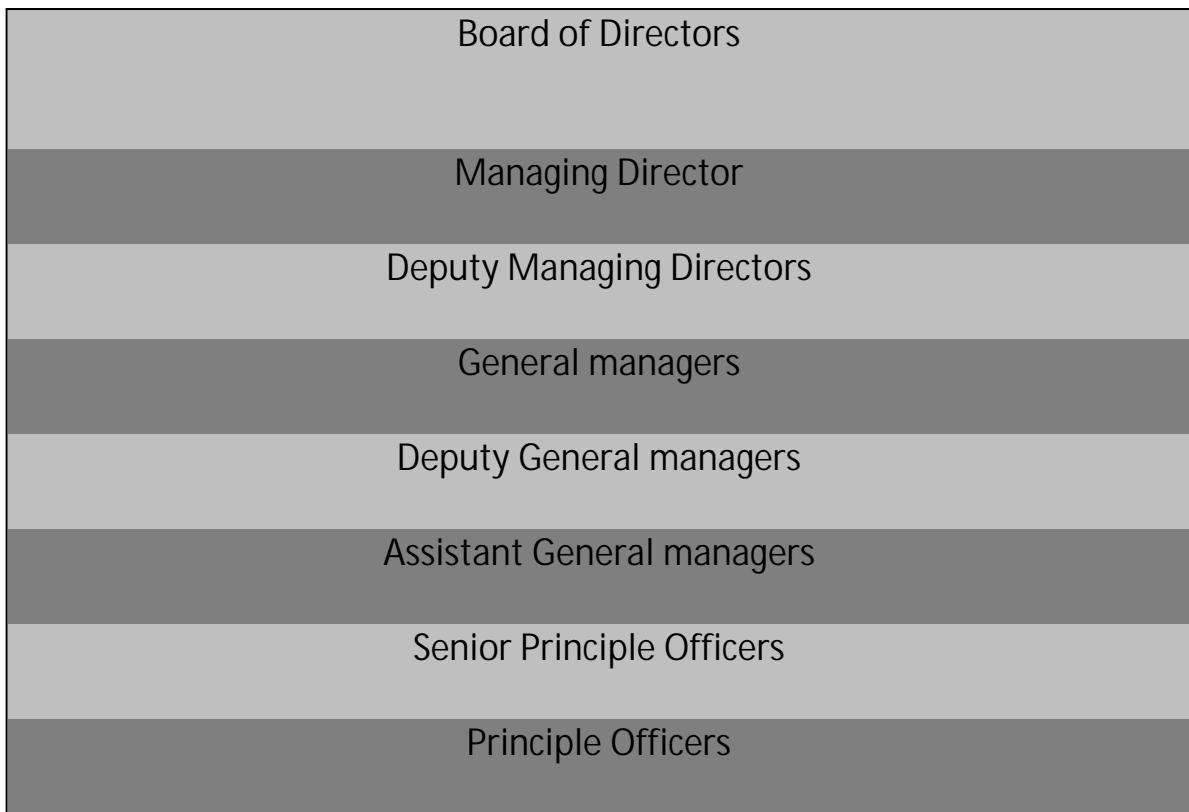 Board of Directors
Managing Director
Deputy Managing Directors
General managers
Deputy General managers
Assistant General managers
Senior Principle Officers
Principle Officers